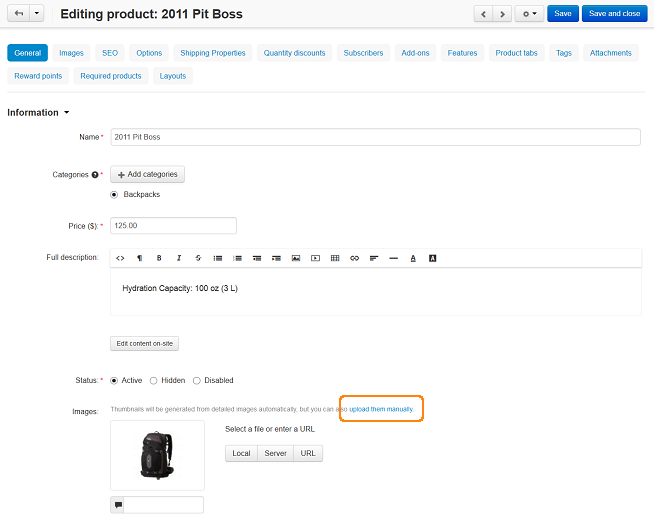 Editing product: 2011 Pit Boss
Save
Save and close
General Images SEO Options Shipping Properties Quantity discounts Subscribers Add-ons Features Product tabs Tags Attachments
Reward points Required products Layouts
Information
Name * 2011 Pit Boss
Categories ? * Add categories
Backpacks
Price ($): * 125.00
Full description:
B I S A A
Hydration Capacity: 100 oz (3 L)
Edit content on-site
Status: * Active Hidden Disabled
Images: Thumbnails will be generated from detailed images automatically, but you can also upload them manually.
Select a file or enter a URL
Local Server URL